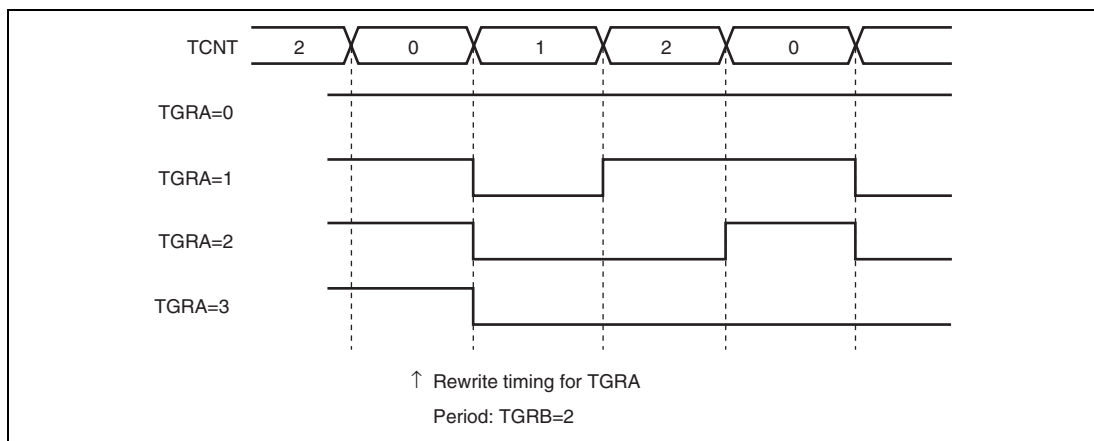 TCNT 2 0 1 2 0
TGRA=0
TGRA=1
TGRA=2
TGRA=3
↑ Rewrite timing for TGRA
Period: TGRB=2